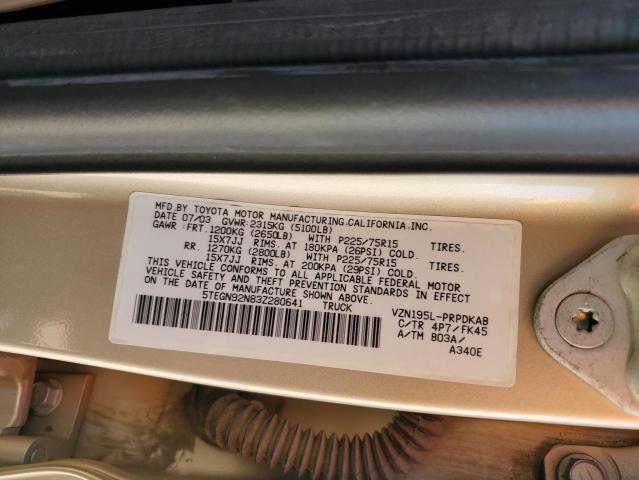 MFD.BY TOYOTA MOTOR MANUFACTURING.CALIFORNIA.INC.
DATE 07/03 GVWR:2315KG (5100LB)
GAWR :FRT.1200KG (2650LB) WITH P225/75R15 TIRES.
15X7JJ RIMS. AT 180KPA (26PSI) COLD.
RR. 1270KG (2800LB) WITH P225/75R15 TIRES.
15X7JJ RIMS. AT 200KPA (29PSI) COLD.
THIS VEHICLE CONFORMS TO ALL APPLICABLE FEDERAL MOTOR
VEHICLE SAFETY AND THEFT PREVENTION STANDARDS IN EFFECT
ON THE DATE OF MANUFACTURE SHOWN ABOVE.
5TEGN92N83Z280641 TRUCK
VZN195L-PRPDKAB
C/TR 4P7/FK45
A/TM B03A/
A340E